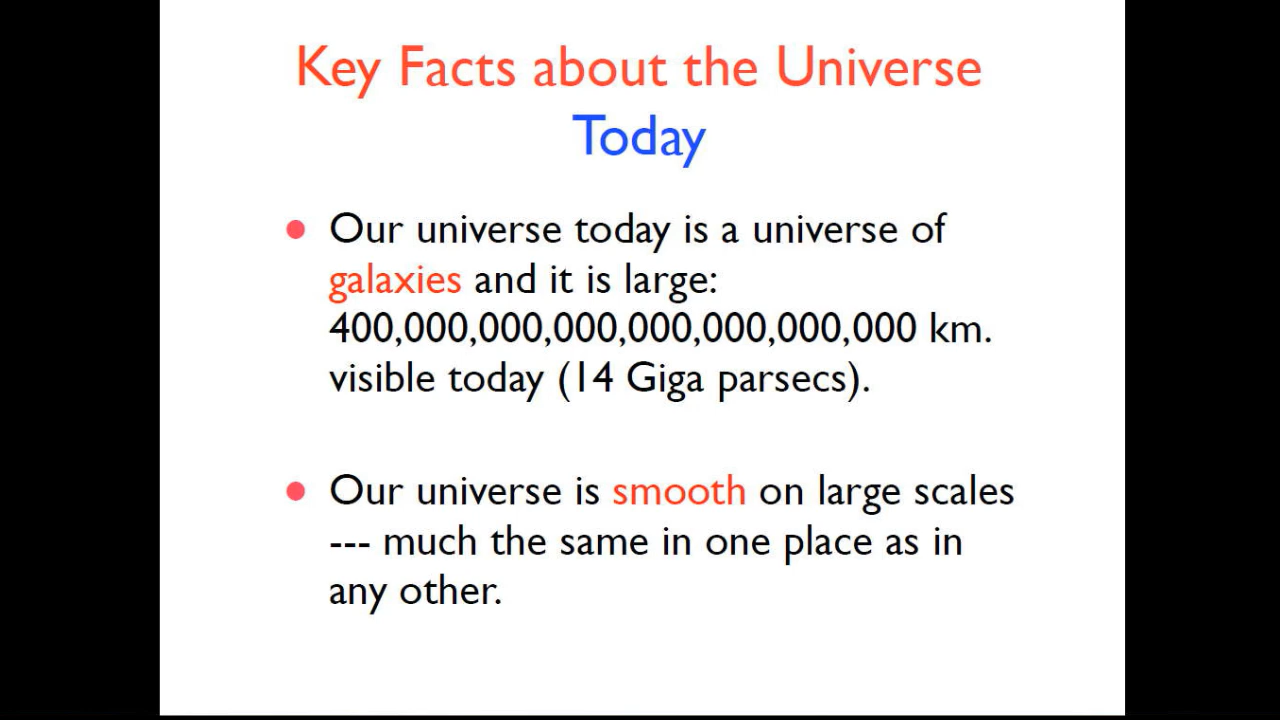 Key Facts about the Universe
Today
• Our universe today is a universe of
galaxies and it is large:
400,000,000,000,000,000,000,000 km.
visible today (14 Giga parsecs).
• Our universe is smooth on large scales
--- much the same in one place as in
any other.